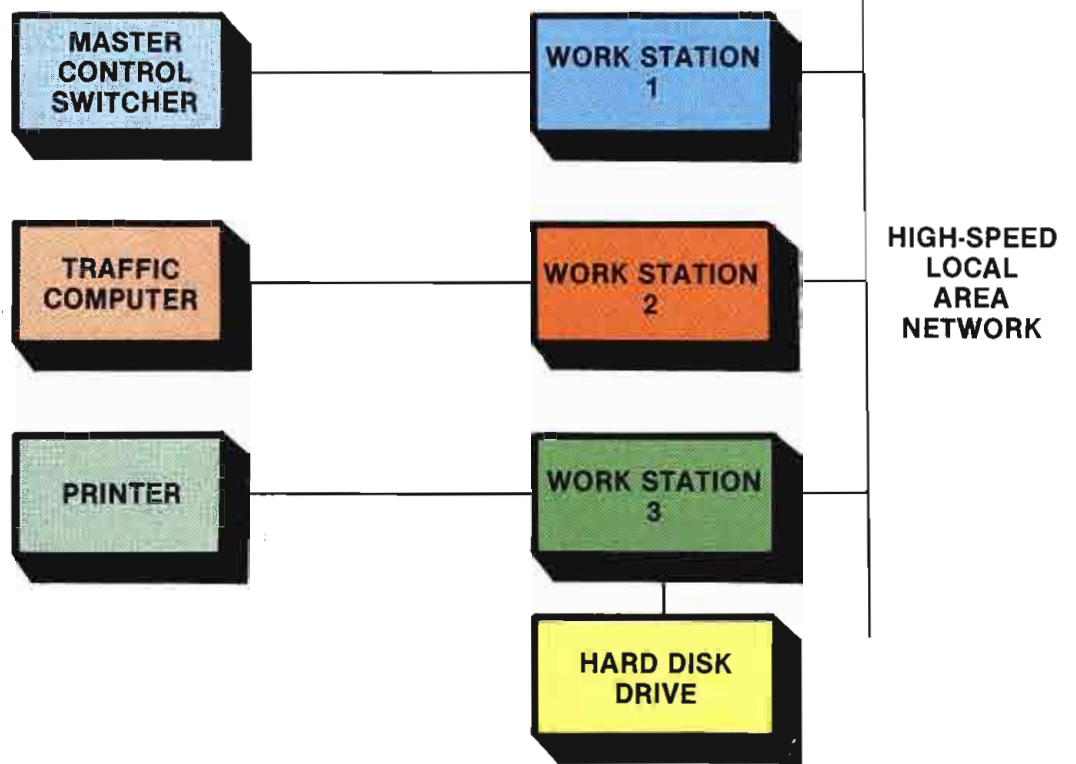 MASTER
CONTROL
SWITCHER
WORK STATION
1
TRAFFIC
COMPUTER
WORK STATION
2
HIGH-SPEED
LOCAL
AREA
NETWORK
PRINTER
WORK STATION
3
HARD DISK
DRIVE